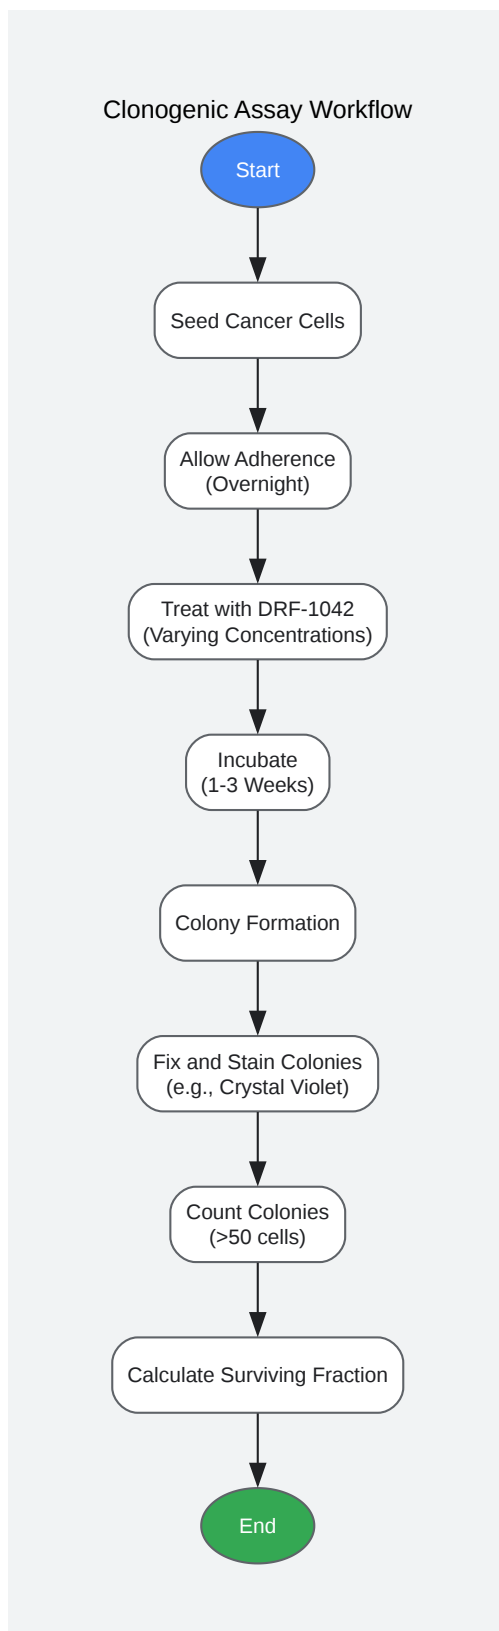 Clonogenic Assay Workflow
Start
Seed Cancer Cells
Allow Adherence
(Overnight)
Treat with DRF-1042
(Varying Concentrations)
Incubate
(1-3 Weeks)
Colony Formation
Fix and Stain Colonies
(e.g., Crystal Violet)
Count Colonies
(>50 cells)
Calculate Surviving Fraction
End